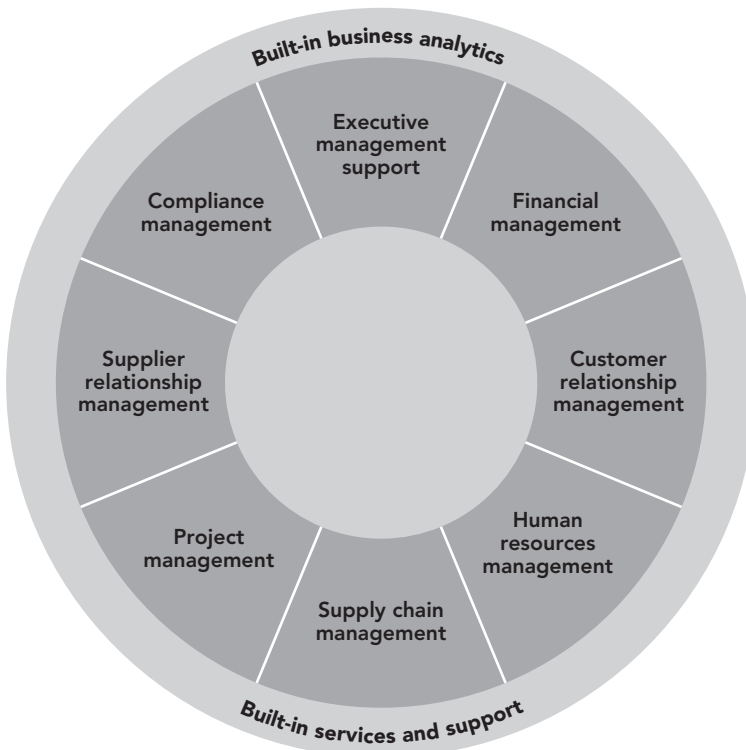 Built-in business analytics
Executive
management
support
Financial
management
Customer
relationship
management
Human
resources
management
Supply chain
management
Project
management
Supplier
relationship
management
Compliance
management
Built-in services and support